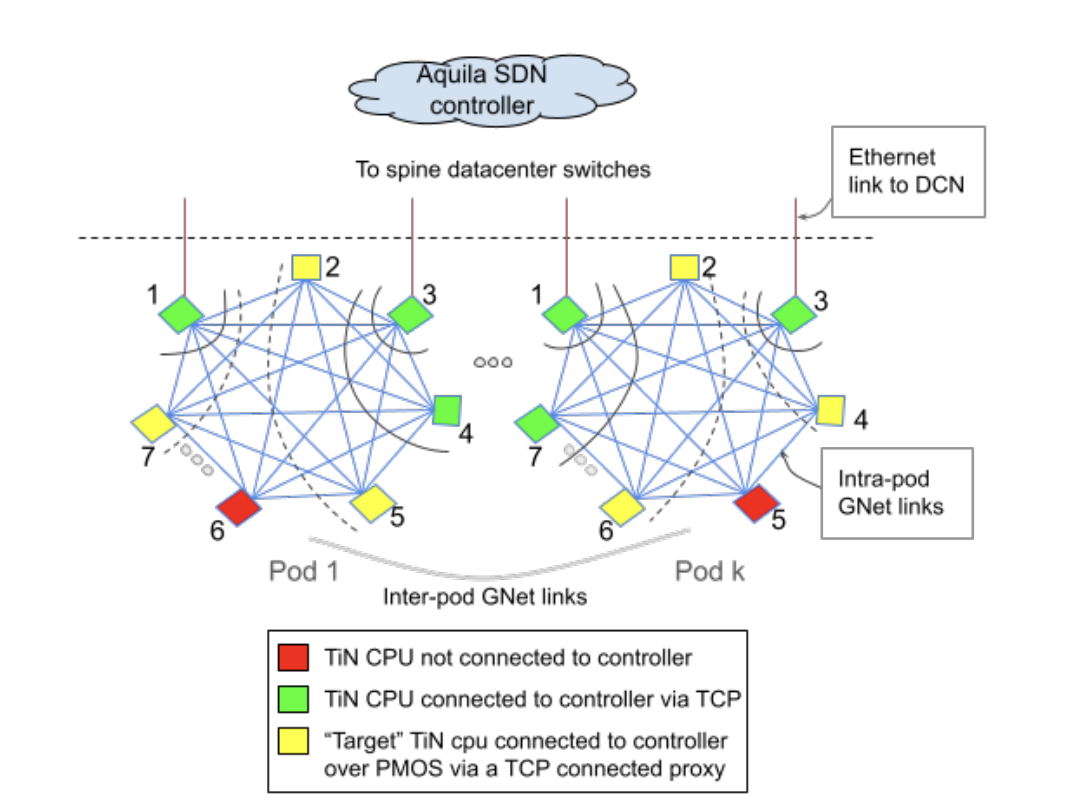 Aquila SDN
controller
To spine datacenter switches
Ethernet
link to DCN
1
2
3
4
5
6
7
1
2
3
4
5
6
7
Intra-pod
GNet links
Pod 1
Pod k
Inter-pod GNet links
TiN CPU not connected to controller
TiN CPU connected to controller via TCP
“Target” TiN cpu connected to controller
over PMOS via a TCP connected proxy